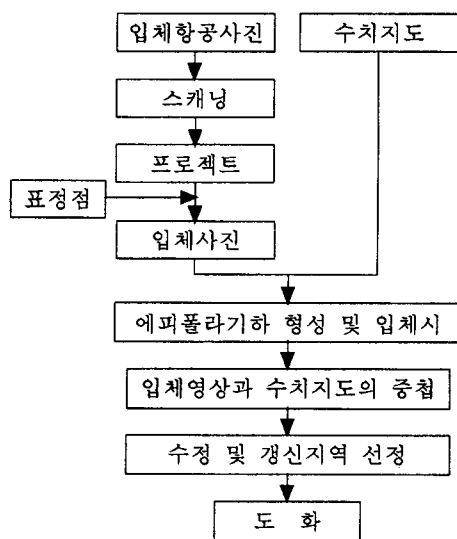 입체항공사진
수치지도
스캐닝
프로젝트
표정점
입체사진
에피폴라기하 형성 및 입체시
입체영상과 수치지도의 중첩
수정 및 갱신지역 선정
도 화